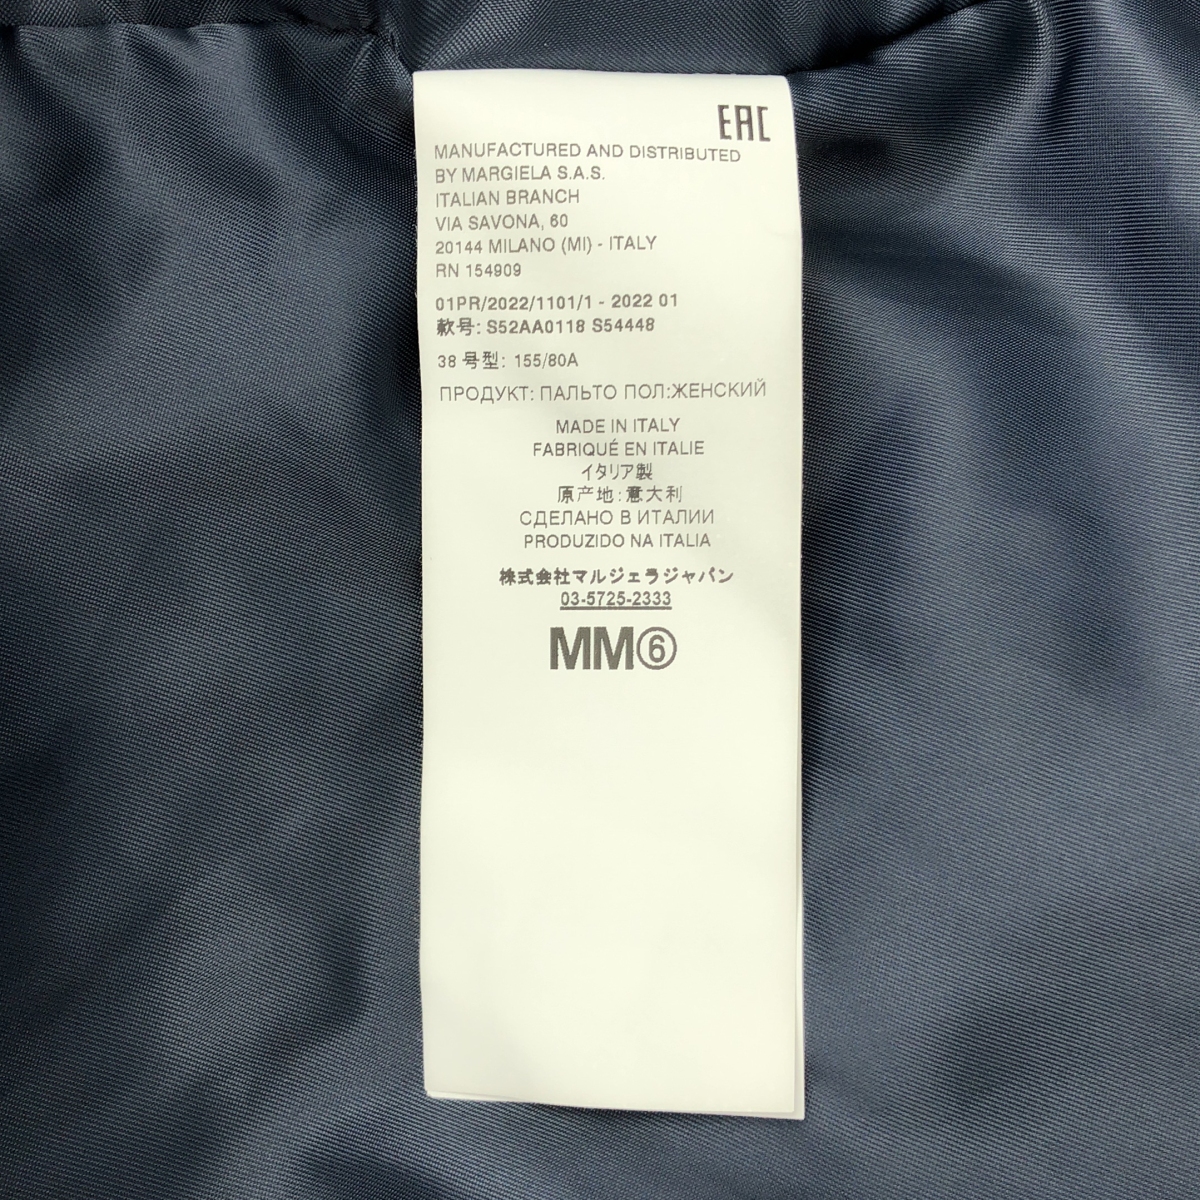 EAC
MANUFACTURED AND DISTRIBUTED
BY MARGIELA S.A.S.
ITALIAN BRANCH
VIA SAVONA, 60
20144 MILANO (MI) - ITALY
RN 154909
01PR/2022/1101/1 - 2022 01
款号: S52AA0118 S54448
38 号型: 155/80A
ПРОДУКТ: ПАЛЬТО ПОЛ:ЖЕНСКИЙ
MADE IN ITALY
FABRIQUÉ EN ITALIE
イタリア製
原产地:意大利
СДЕЛАНО В ИТАЛИИ
PRODUZIDO NA ITALIA
株式会社マルジェラジャパン
03-5725-2333
MM⑥